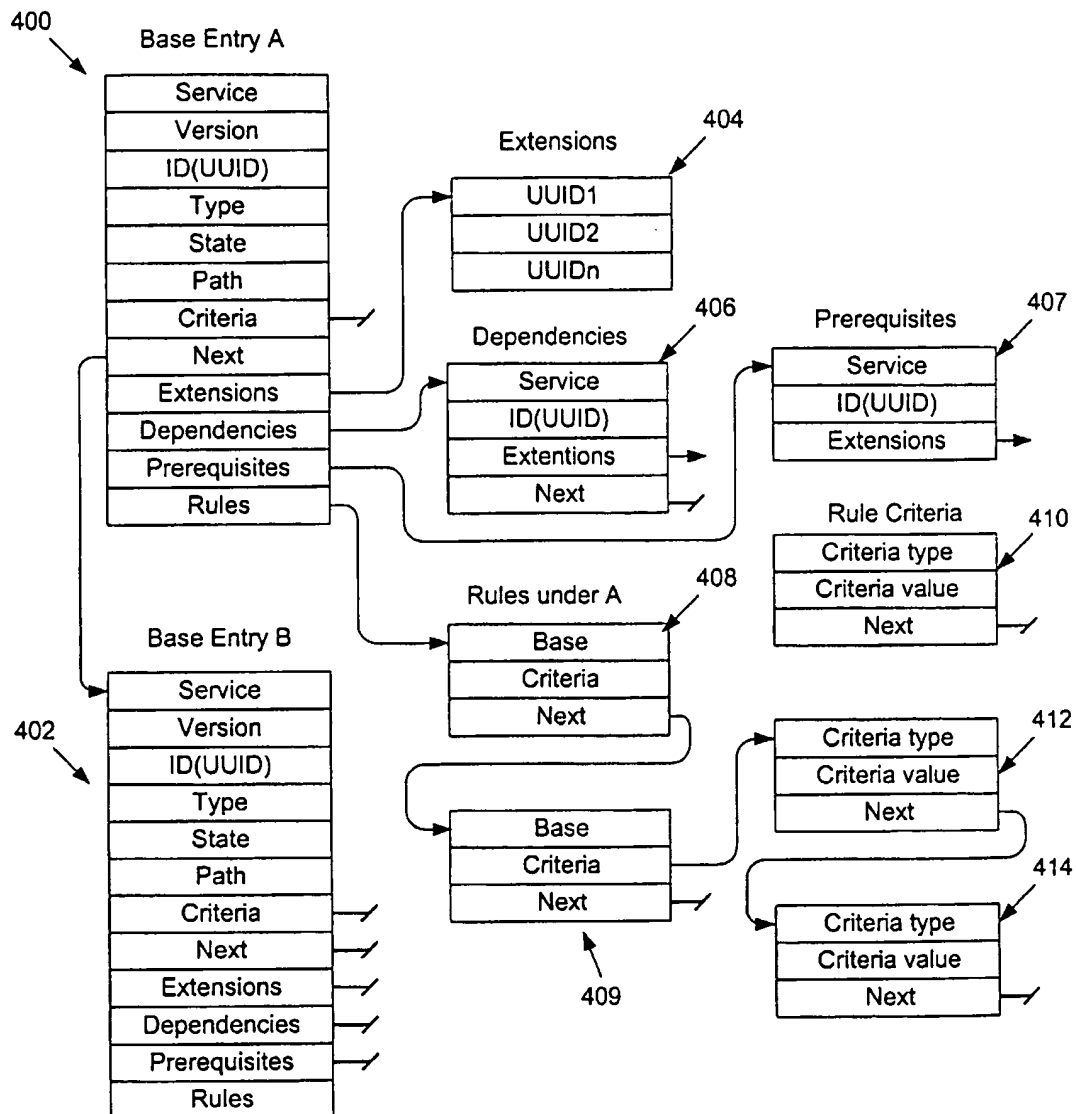 400
Base Entry A
Service
Version
ID(UUID)
Type
State
Path
Criteria
Next
Extensions
Dependencies
Prerequisites
Rules
Extensions
404
UUID1
UUID2
UUIDn
Dependencies
406
Service
ID(UUID)
Extentions
Next
Prerequisites
407
Service
ID(UUID)
Extensions
Rule Criteria
410
Criteria type
Criteria value
Next
Rules under A
408
Base
Criteria
Next
Base
Criteria
Next
409
Criteria type
412
Criteria value
Next
414
Criteria type
Criteria value
Next
Base Entry B
402
Service
Version
ID(UUID)
Type
State
Path
Criteria
Next
Extensions
Dependencies
Prerequisites
Rules